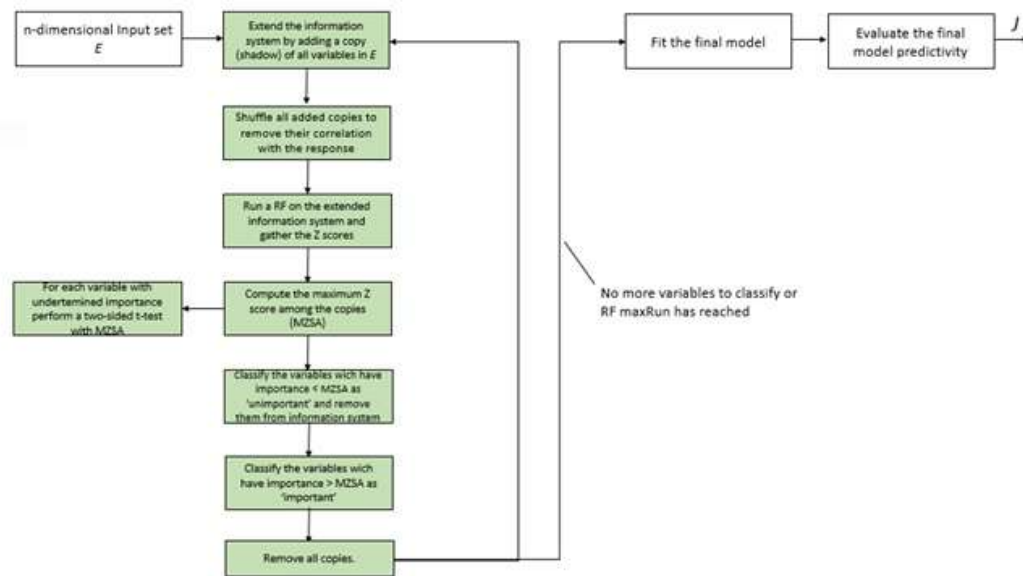 n-dimensional Input set
E
Extend the information
system by adding a copy
(shadow) of all variables in E
Shuffle all added copies to
remove their correlation
with the response
Run a RF on the extended
information system and
gather the Z scores
For each variable with
undertemined importance
perform a two-sided t-test
with MZSA
Compute the maximum Z
score among the copies
(MZSA)
Classify the variables wich have
importance < MZSA as
'unimportant' and remove
them from information system
Classify the variables wich
have importance > MZSA as
'important'
Remove all copies.
No more variables to classify or
RF maxRun has reached
Fit the final model
Evaluate the final
model predictivity
J